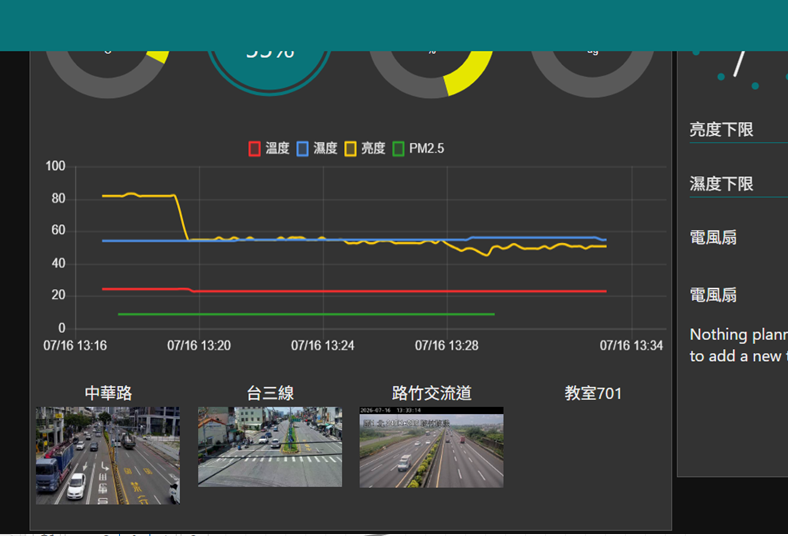 溫度 濕度 亮度 PM2.5
100
80
60
40
20
0
07/16 13:16 07/16 13:20 07/16 13:24 07/16 13:28 07/16 13:34
中華路 台三線 路竹交流道 教室701
2026-07-16 13:33:14
亮度下限
濕度下限
電風扇
電風扇
Nothing plann
to add a new t